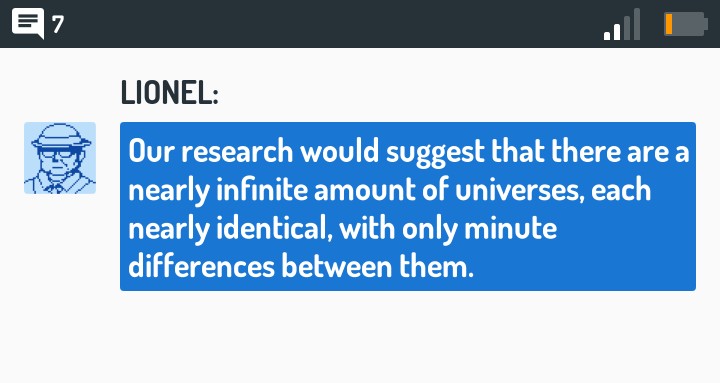 7
LIONEL:
Our research would suggest that there are a
nearly infinite amount of universes, each
nearly identical, with only minute
differences between them.